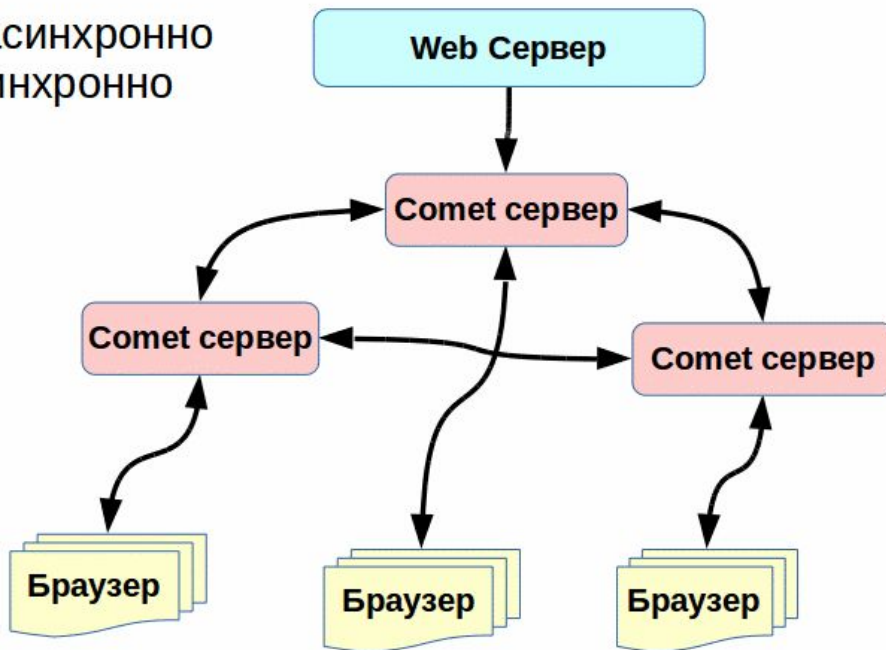 синхронно
нхронно
Web Сервер
Comet сервер
Comet сервер
Comet сервер
Браузер
Браузер
Браузер